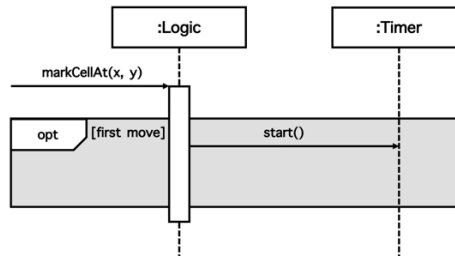 :Logic
:Timer
markCellAt(x, y)
opt
[first move]
start()